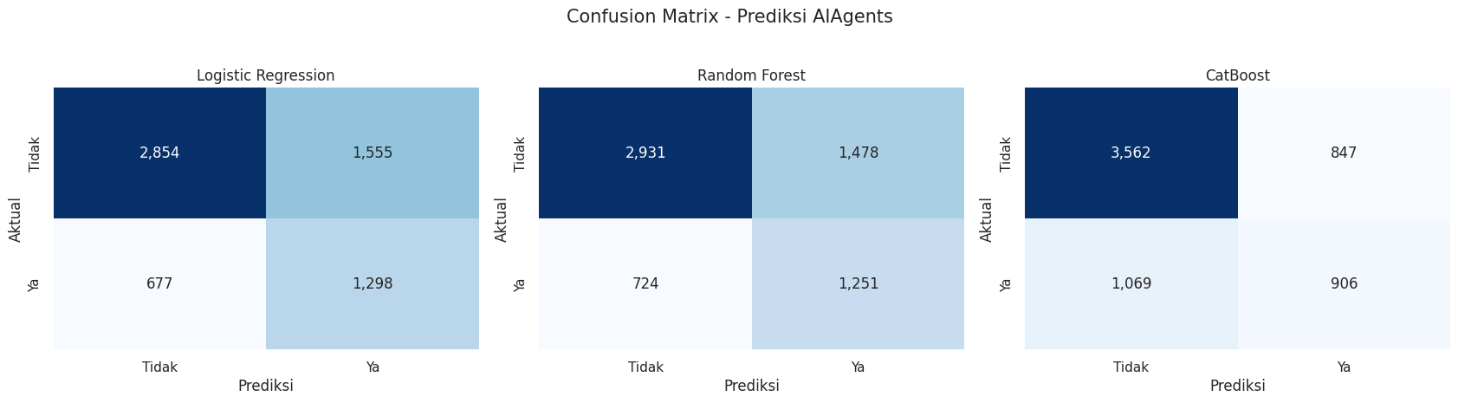 Confusion Matrix - Prediksi AIAgents
Logistic Regression
Aktual
Tidak
2,854
1,555
Ya
677
1,298
Tidak
Ya
Prediksi
Random Forest
Aktual
Tidak
2,931
1,478
Ya
724
1,251
Tidak
Ya
Prediksi
CatBoost
Aktual
Tidak
3,562
847
Ya
1,069
906
Tidak
Ya
Prediksi